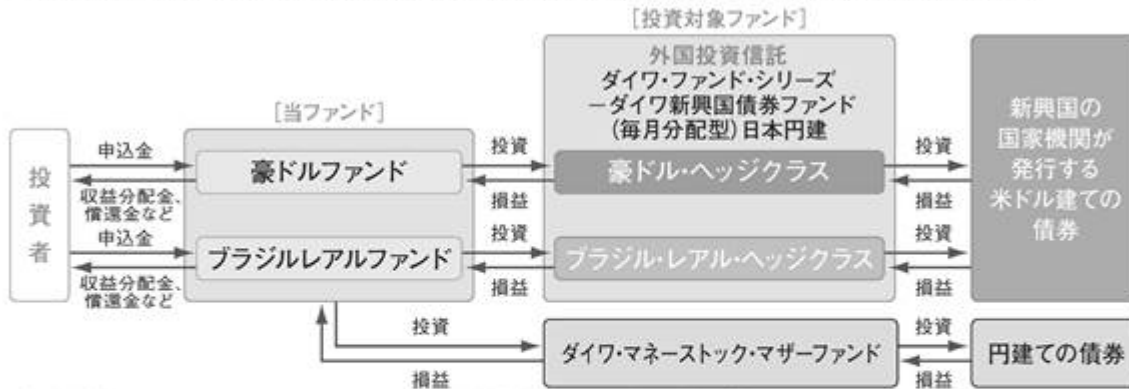 [投資対象ファンド]
外国投資信託
ダイワ・ファンド・シリーズ
－ダイワ新興国債券ファンド
(毎月分配型)日本円建
[当ファンド]
投資者
申込金
収益分配金、
償還金など
申込金
収益分配金、
償還金など
豪ドルファンド
ブラジルレアルファンド
投資
損益
投資
損益
豪ドル・ヘッジクラス
ブラジル・レアル・ヘッジクラス
投資
損益
投資
損益
新興国の
国家機関が
発行する
米ドル建ての
債券
投資
損益
ダイワ・マネーストック・マザーファンド
投資
損益
円建ての債券